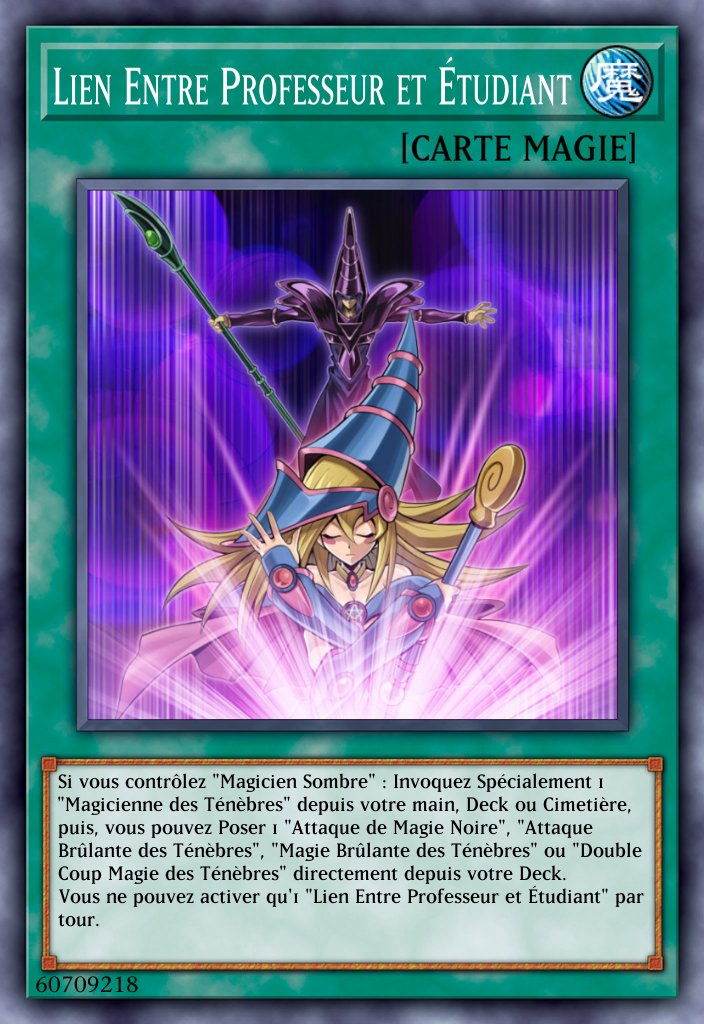 Lien Entre Professeur et Étudiant
魔
[CARTE MAGIE]
Si vous contrôlez "Magicien Sombre" : Invoquez Spécialement 1
"Magicienne des Ténèbres" depuis votre main, Deck ou Cimetière,
puis, vous pouvez Poser 1 "Attaque de Magie Noire", "Attaque
Brûlante des Ténèbres", "Magie Brûlante des Ténèbres" ou "Double
Coup Magie des Ténèbres" directement depuis votre Deck.
Vous ne pouvez activer qu'1 "Lien Entre Professeur et Étudiant" par
tour.
60709218